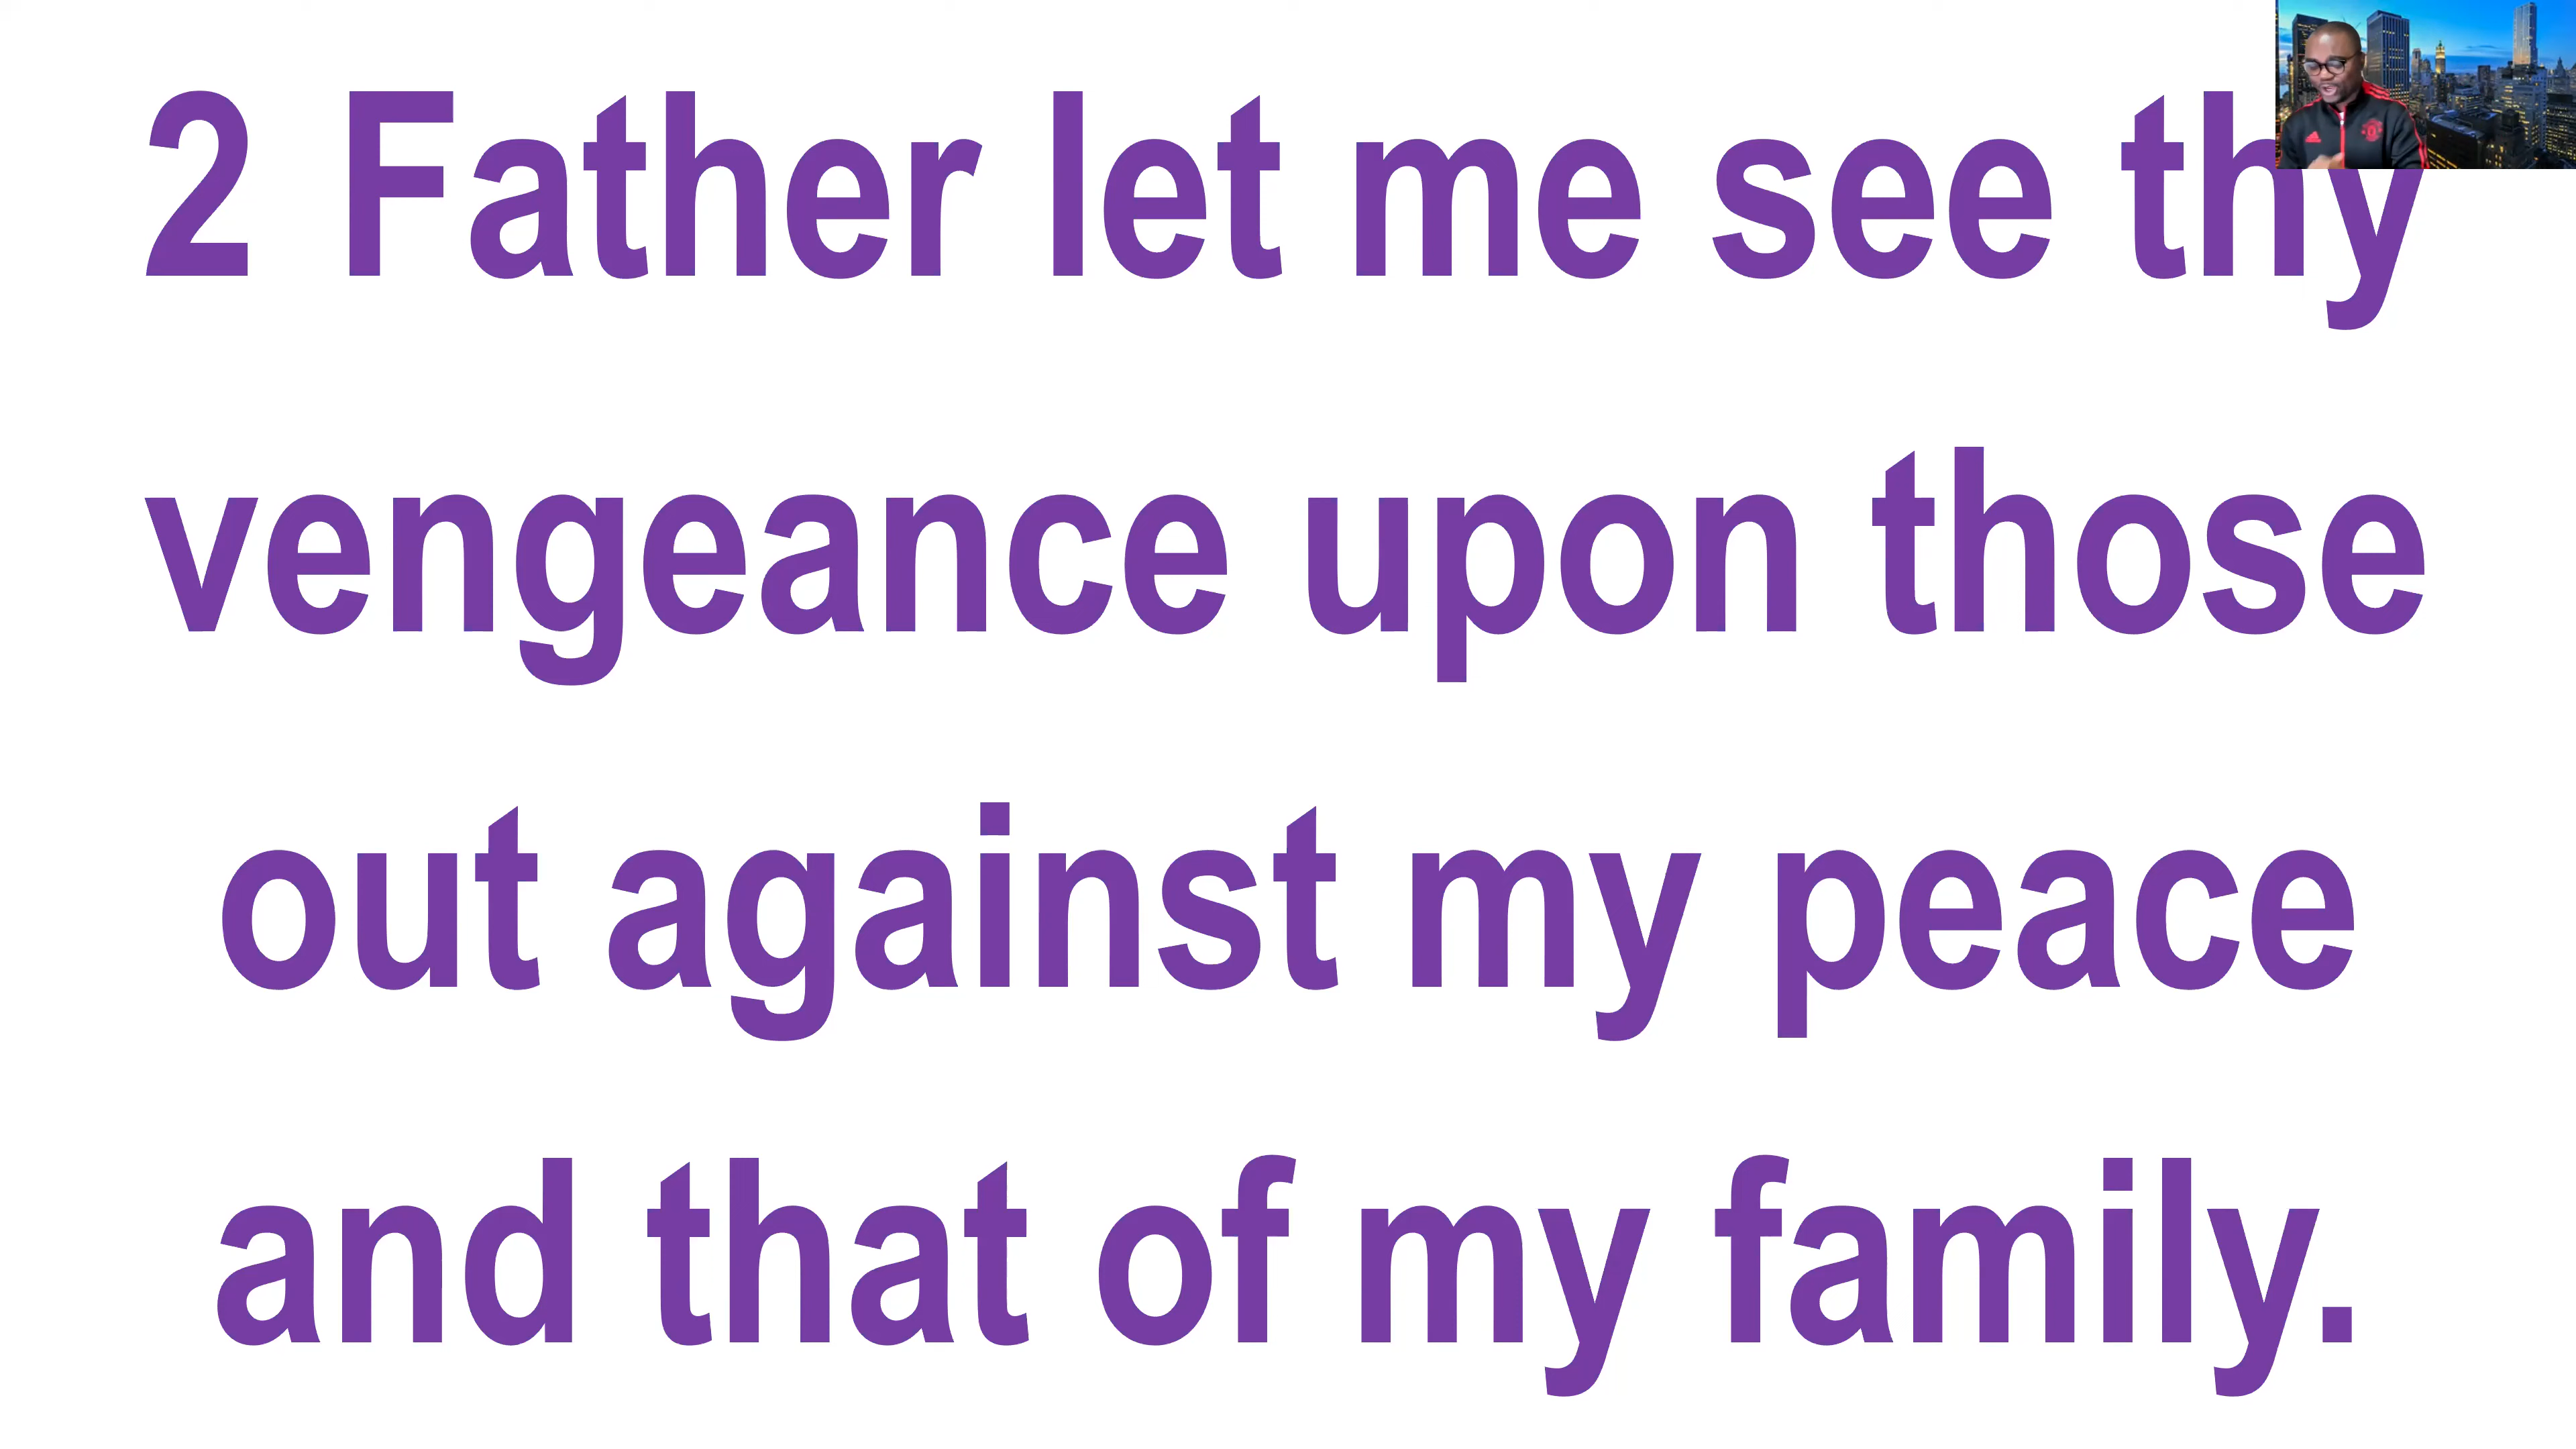 2 Father let me see thy
vengeance upon those
out against my peace
and that of my family.